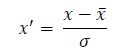 x′ = (x − x̄) / σ